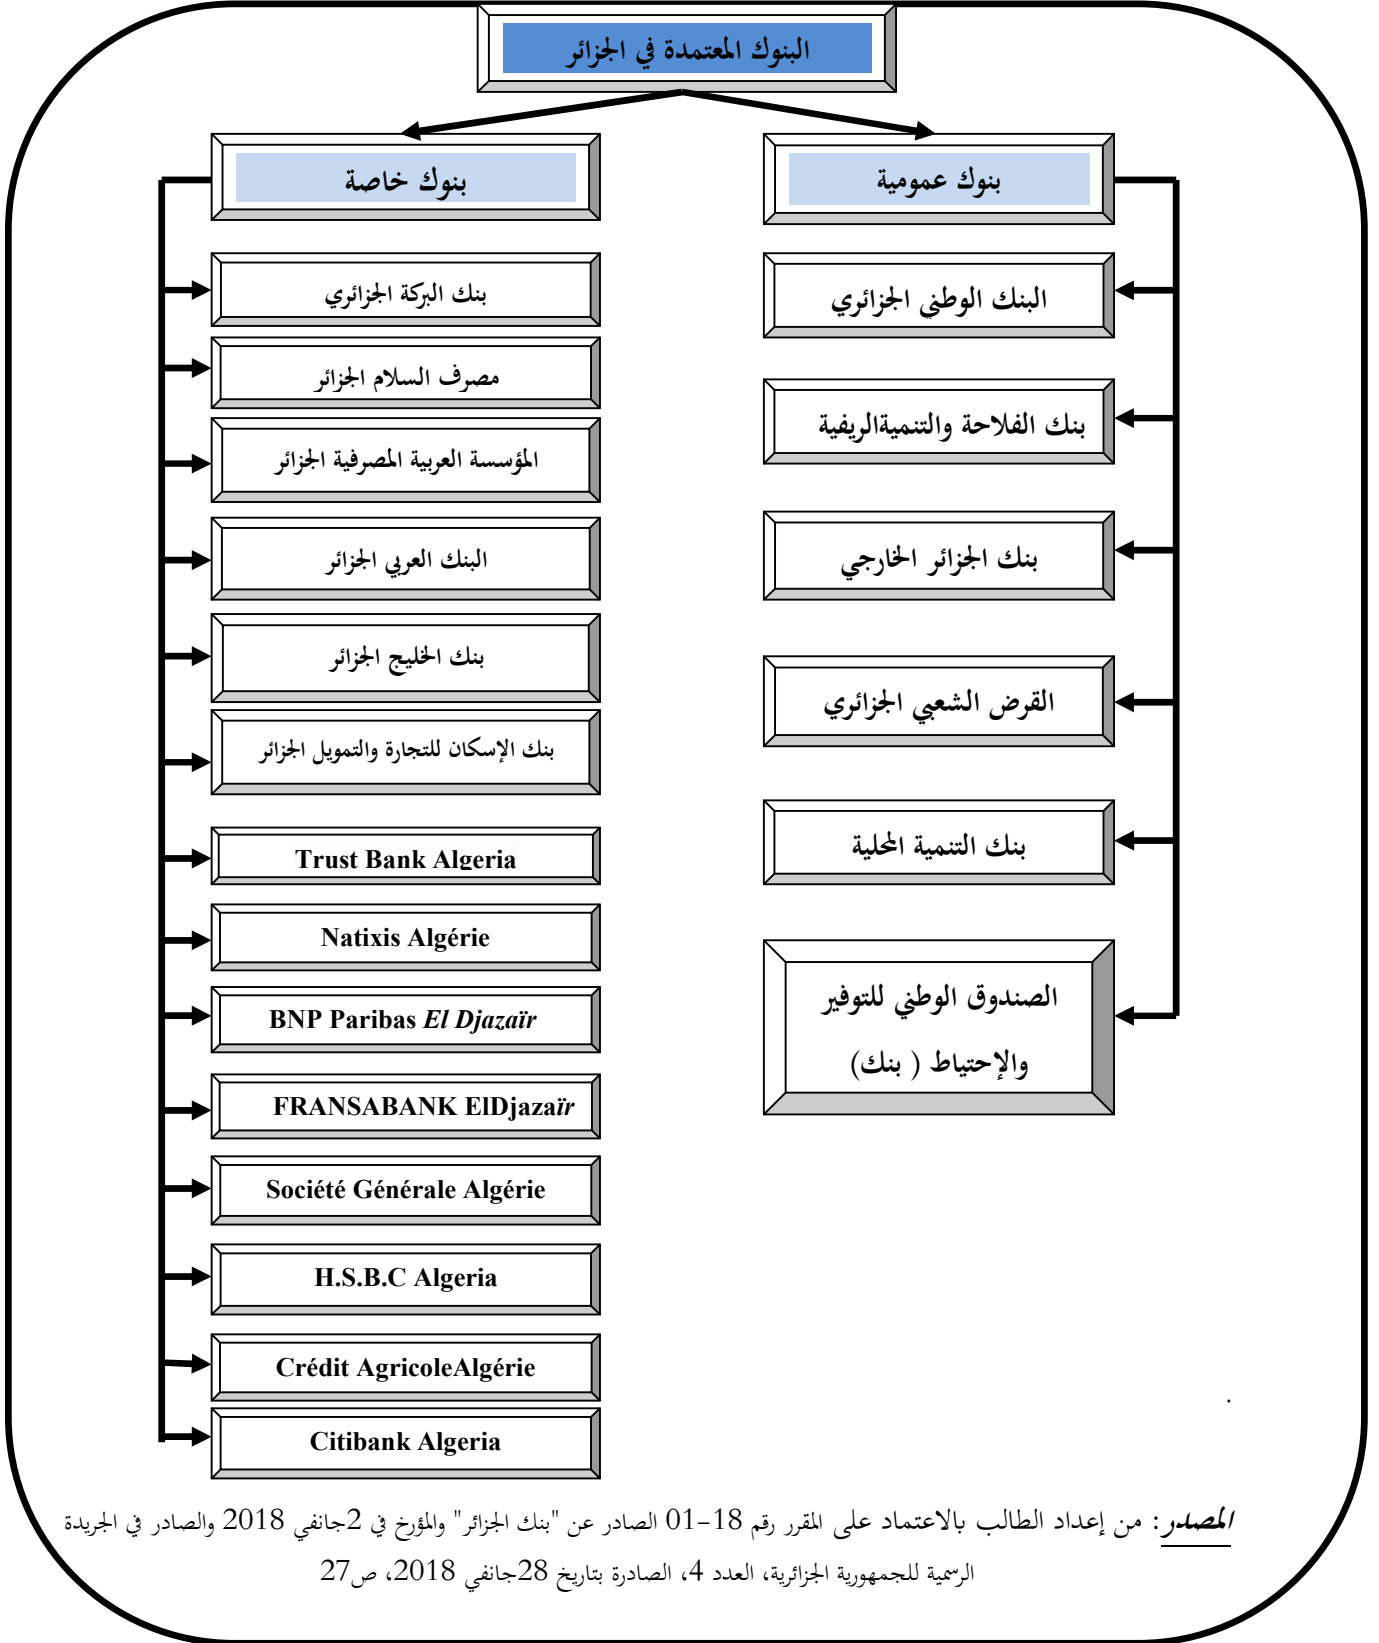 البنوك المعتمدة في الجزائر
بنوك عمومية
البنك الوطني الجزائري
بنك الفلاحة والتنميةالريفية
بنك الجزائر الخارجي
القرض الشعبي الجزائري
بنك التنمية المحلية
الصندوق الوطني للتوفير
والإحتياط ( بنك)
بنوك خاصة
بنك البركة الجزائري
مصرف السلام الجزائر
المؤسسة العربية المصرفية الجزائر
البنك العربي الجزائر
بنك الخليج الجزائر
بنك الإسكان للتجارة والتمويل الجزائر
Trust Bank Algeria
Natixis Algérie
BNP Paribas El Djazaïr
FRANSABANK ElDjazaïr
Société Générale Algérie
H.S.B.C Algeria
Crédit AgricoleAlgérie
Citibank Algeria
.
المصدر: من إعداد الطالب بالاعتماد على المقرر رقم 18-01 الصادر عن "بنك الجزائر" والمؤرخ في 2جانفي 2018 والصادر في الجريدة
الرسمية للجمهورية الجزائرية، العدد 4، الصادرة بتاريخ 28جانفي 2018، ص27